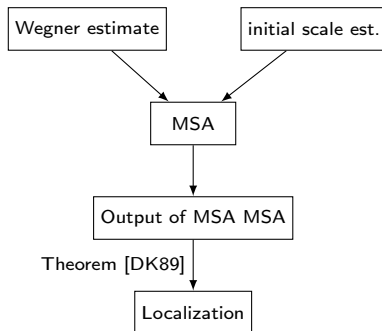 Wegner estimate
initial scale est.
MSA
Output of MSA MSA
Theorem [DK89]
Localization